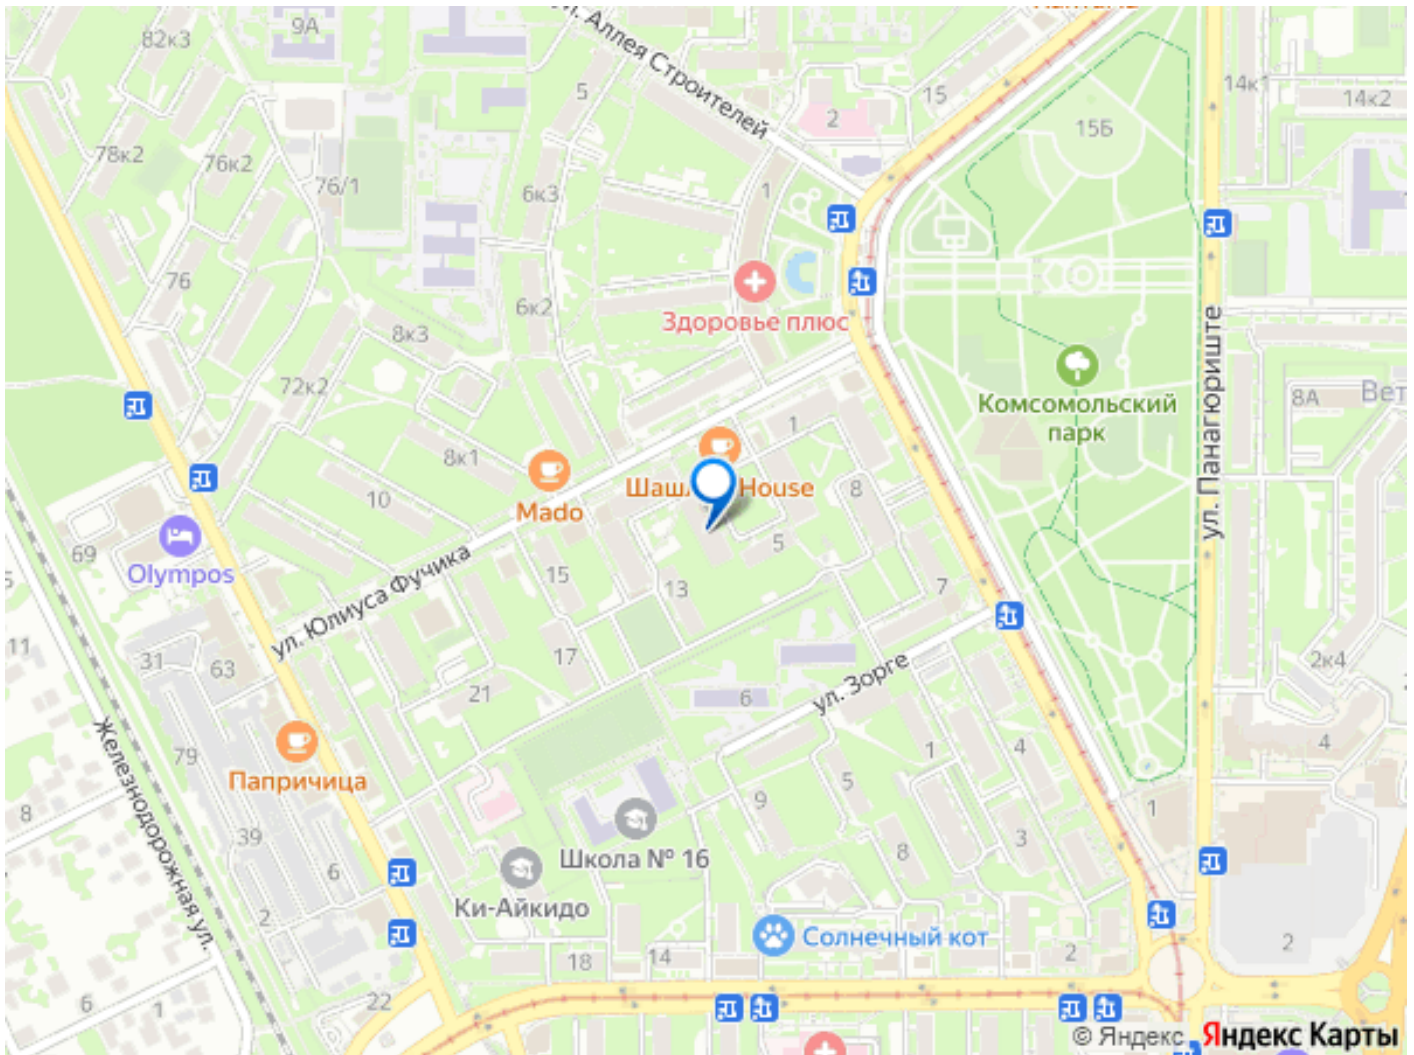 82к3
9А
ул. Аллея Строителей
5
2
15
15Б
14к1
14к2
78к2
76к2
76/1
6к3
1
76
8к3
6к2
Здоровье плюс
72к2
Комсомольский
парк
ул. Панагюриште
8А
Вет
8к1
1
Шашл House
Mado
10
8
69
Olympos
5
15
13
7
ул. Юлиуса Фучика
11
31
63
17
21
6
ул. Зорге
2к4
Железнодорожная ул.
79
Папричица
1
4
4
5
9
1
8
39
Школа № 16
3
8
6
Ки-Айкидо
2
Солнечный кот
2
2
18
14
6
1
22
© Яндекс
Яндекс Карты